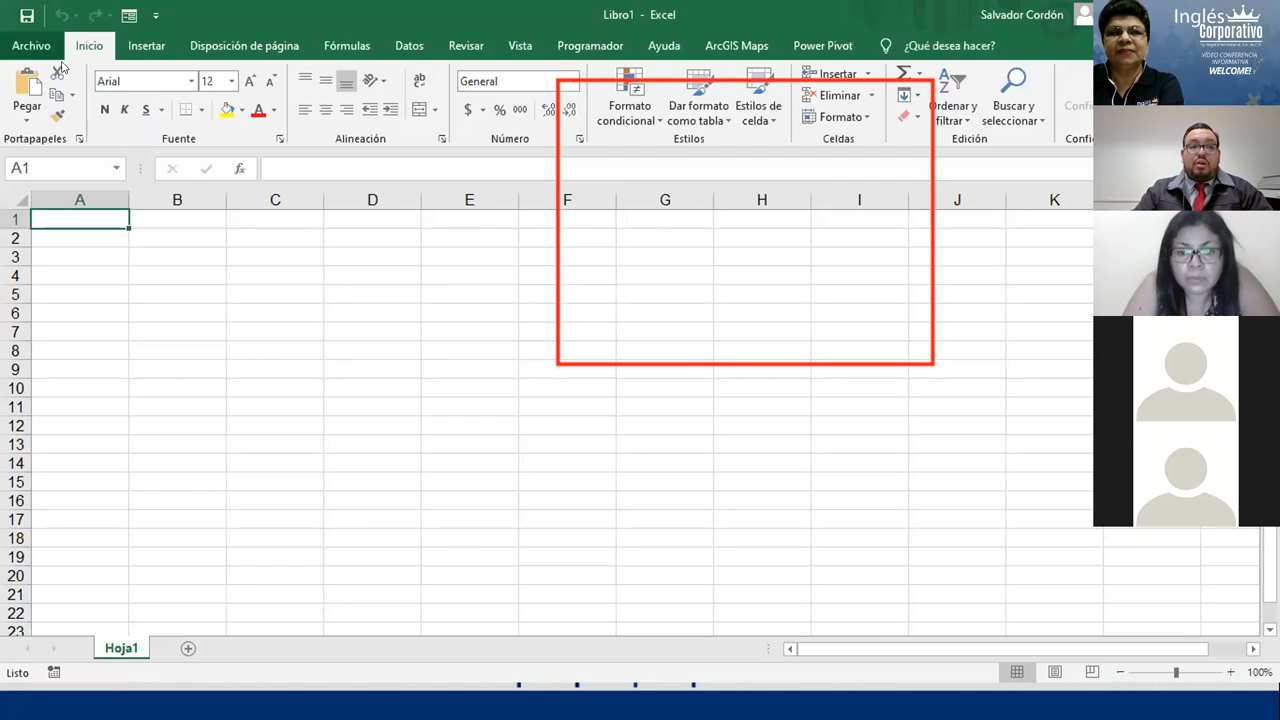 Libro1 - Excel
Salvador Cordón
Archivo Inicio Insertar Disposición de página Fórmulas Datos Revisar Vista Programador Ayuda ArcGIS Maps Power Pivot ¿Qué desea hacer?
Pegar
Portapapeles
Arial 12
N K S
Fuente
Alineación
General
$ % 000
Número
Formato condicional
Dar formato como tabla
Estilos de celda
Estilos
Insertar
Eliminar
Formato
Celdas
Ordenar y filtrar
Buscar y seleccionar
Edición
A1
fx
A B C D E F G H I J K
1
2
3
4
5
6
7
8
9
10
11
12
13
14
15
16
17
18
19
20
21
22
23
Hoja1
Listo
100%
Inglés
Corporativo
VÍDEO CONFERENCIA
INFORMATIVA
WELCOME!